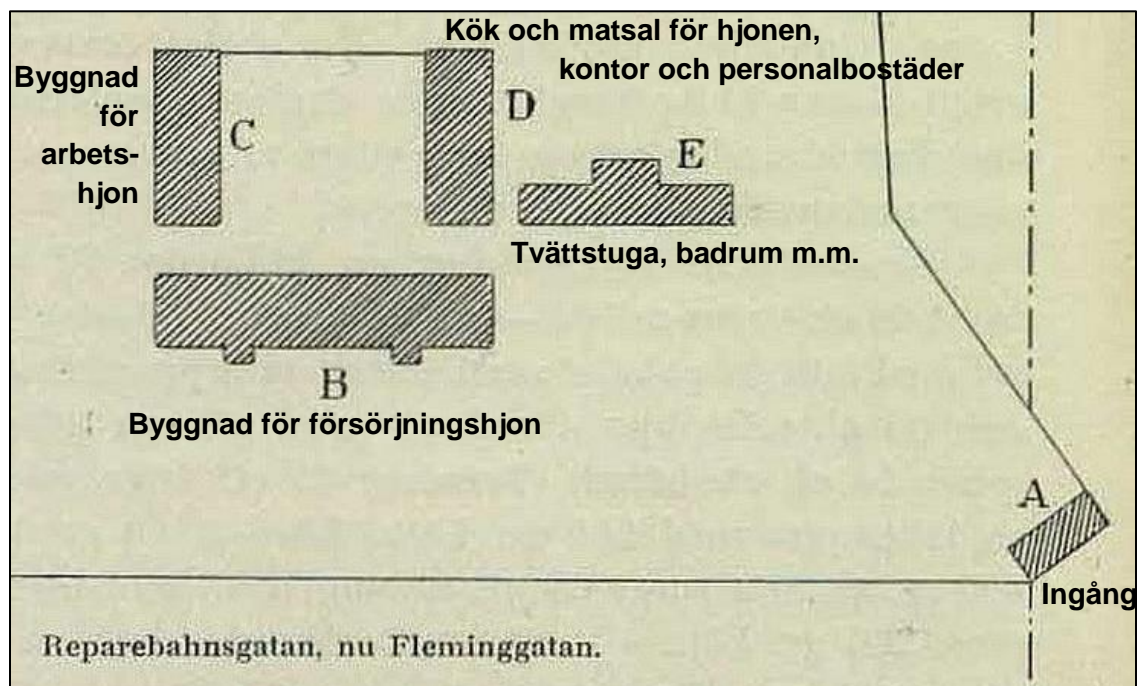 Kök och matsal för hjonen,
kontor och personalbostäder
Byggnad
för
arbets-
hjon
C
D
E
Tvättstuga, badrum m.m.
B
Byggnad för försörjningshjon
A
Ingång
Reparebahnsgatan, nu Fleminggatan.